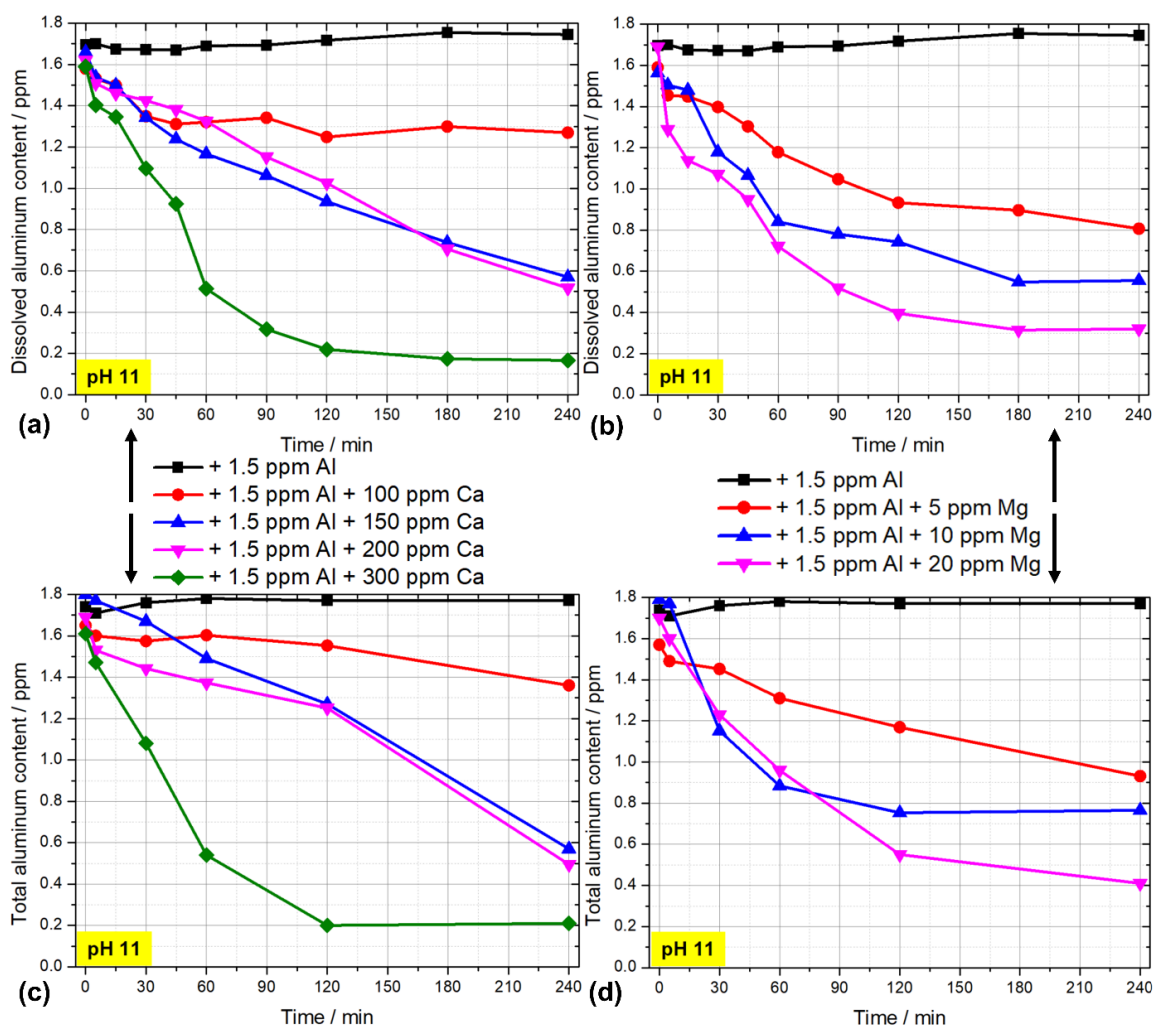 1.8
1.6
1.4
1.2
1.0
0.8
0.6
0.4
0.2
0.0
Dissolved aluminum content / ppm
pH 11
0 30 60 90 120 150 180 210 240
(a)
Time / min
1.8
1.6
1.4
1.2
1.0
0.8
0.6
0.4
0.2
0.0
Dissolved aluminum content / ppm
pH 11
0 30 60 90 120 150 180 210 240
(b)
Time / min
+ 1.5 ppm Al
+ 1.5 ppm Al + 100 ppm Ca
+ 1.5 ppm Al + 150 ppm Ca
+ 1.5 ppm Al + 200 ppm Ca
+ 1.5 ppm Al + 300 ppm Ca
+ 1.5 ppm Al
+ 1.5 ppm Al + 5 ppm Mg
+ 1.5 ppm Al + 10 ppm Mg
+ 1.5 ppm Al + 20 ppm Mg
1.8
1.6
1.4
1.2
1.0
0.8
0.6
0.4
0.2
0.0
Total aluminum content / ppm
pH 11
0 30 60 90 120 150 180 210 240
(c)
Time / min
1.8
1.6
1.4
1.2
1.0
0.8
0.6
0.4
0.2
0.0
Total aluminum content / ppm
pH 11
0 30 60 90 120 150 180 210 240
(d)
Time / min